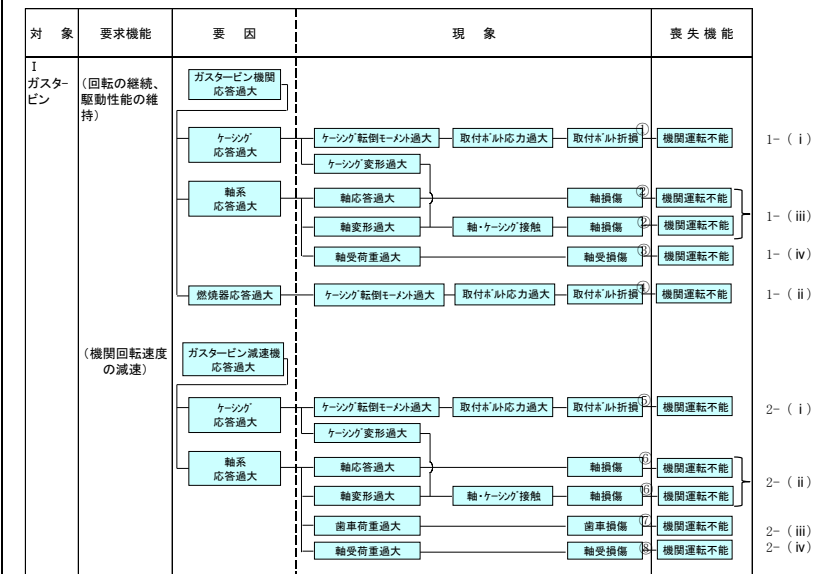 対 象 要求機能 要 因 現 象 喪失機能
Ⅰ
ガスター
ビン
(回転の継続、
駆動性能の維
持)
ガスタービン機関
応答過大
ケーシング
応答過大
ケーシング転倒モーメント過大 取付ボルト応力過大 取付ボルト折損 ① 機関運転不能 1-(ⅰ)
ケーシング変形過大
軸系
応答過大
軸応答過大 軸損傷 ② 機関運転不能
1-(ⅲ)
軸変形過大 軸・ケーシング接触 軸損傷 ② 機関運転不能
軸受荷重過大 軸受損傷 ③ 機関運転不能 1-(ⅳ)
燃焼器応答過大 ケーシング転倒モーメント過大 取付ボルト応力過大 取付ボルト折損 ④ 機関運転不能 1-(ⅱ)
(機関回転速度
の減速)
ガスタービン減速機
応答過大
ケーシング
応答過大
ケーシング転倒モーメント過大 取付ボルト応力過大 取付ボルト折損 ⑤ 機関運転不能 2-(ⅰ)
ケーシング変形過大
軸系
応答過大
軸応答過大 軸損傷 ⑥ 機関運転不能
2-(ⅱ)
軸変形過大 軸・ケーシング接触 軸損傷 ⑥ 機関運転不能
歯車荷重過大 歯車損傷 ⑦ 機関運転不能 2-(ⅲ)
軸受荷重過大 軸受損傷 ⑧ 機関運転不能 2-(ⅳ)